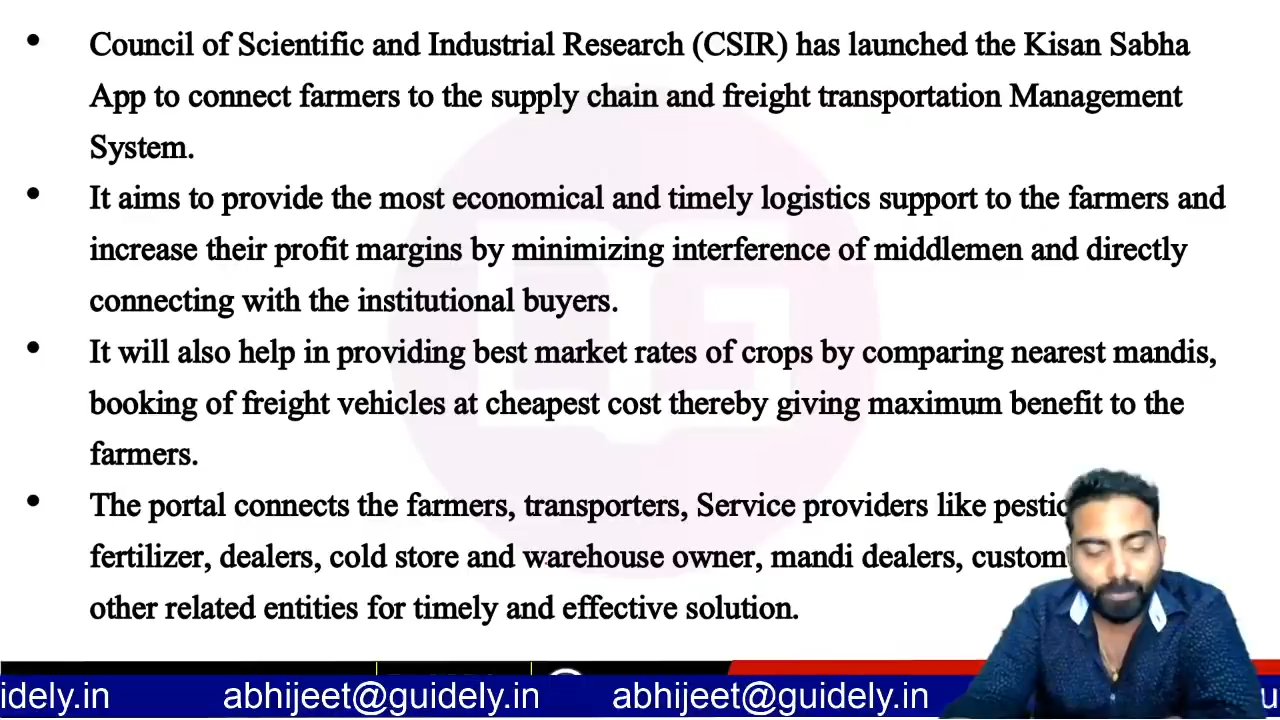 • Council of Scientific and Industrial Research (CSIR) has launched the Kisan Sabha
App to connect farmers to the supply chain and freight transportation Management
System.
• It aims to provide the most economical and timely logistics support to the farmers and
increase their profit margins by minimizing interference of middlemen and directly
connecting with the institutional buyers.
• It will also help in providing best market rates of crops by comparing nearest mandis,
booking of freight vehicles at cheapest cost thereby giving maximum benefit to the
farmers.
• The portal connects the farmers, transporters, Service providers like
fertilizer, dealers, cold store and warehouse owner, mandi dealers,
other related entities for timely and effective solution.
idely.in abhijeet@guidely.in abhijeet@guidely.in